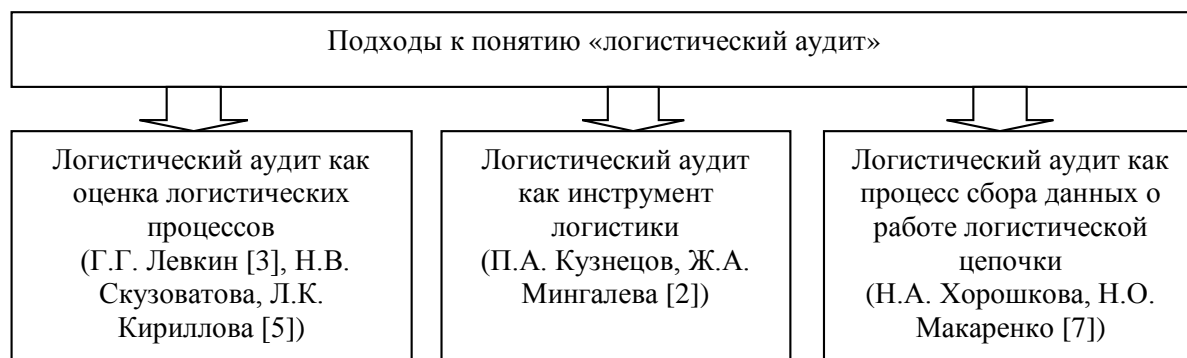 Подходы к понятию «логистический аудит»
Логистический аудит как
оценка логистических
процессов
(Г.Г. Левкин [3], Н.В.
Скузоватова, Л.К.
Кириллова [5])
Логистический аудит
как инструмент
логистики
(П.А. Кузнецов, Ж.А.
Мингалева [2])
Логистический аудит как
процесс сбора данных о
работе логистической
цепочки
(Н.А. Хорошкова, Н.О.
Макаренко [7])